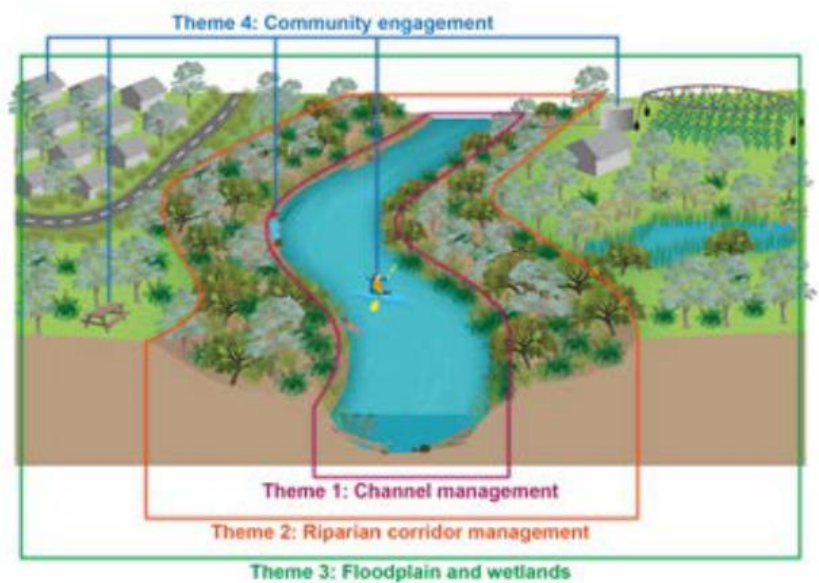 Theme 4: Community engagement
Theme 1: Channel management
Theme 2: Riparian corridor management
Theme 3: Floodplain and wetlands